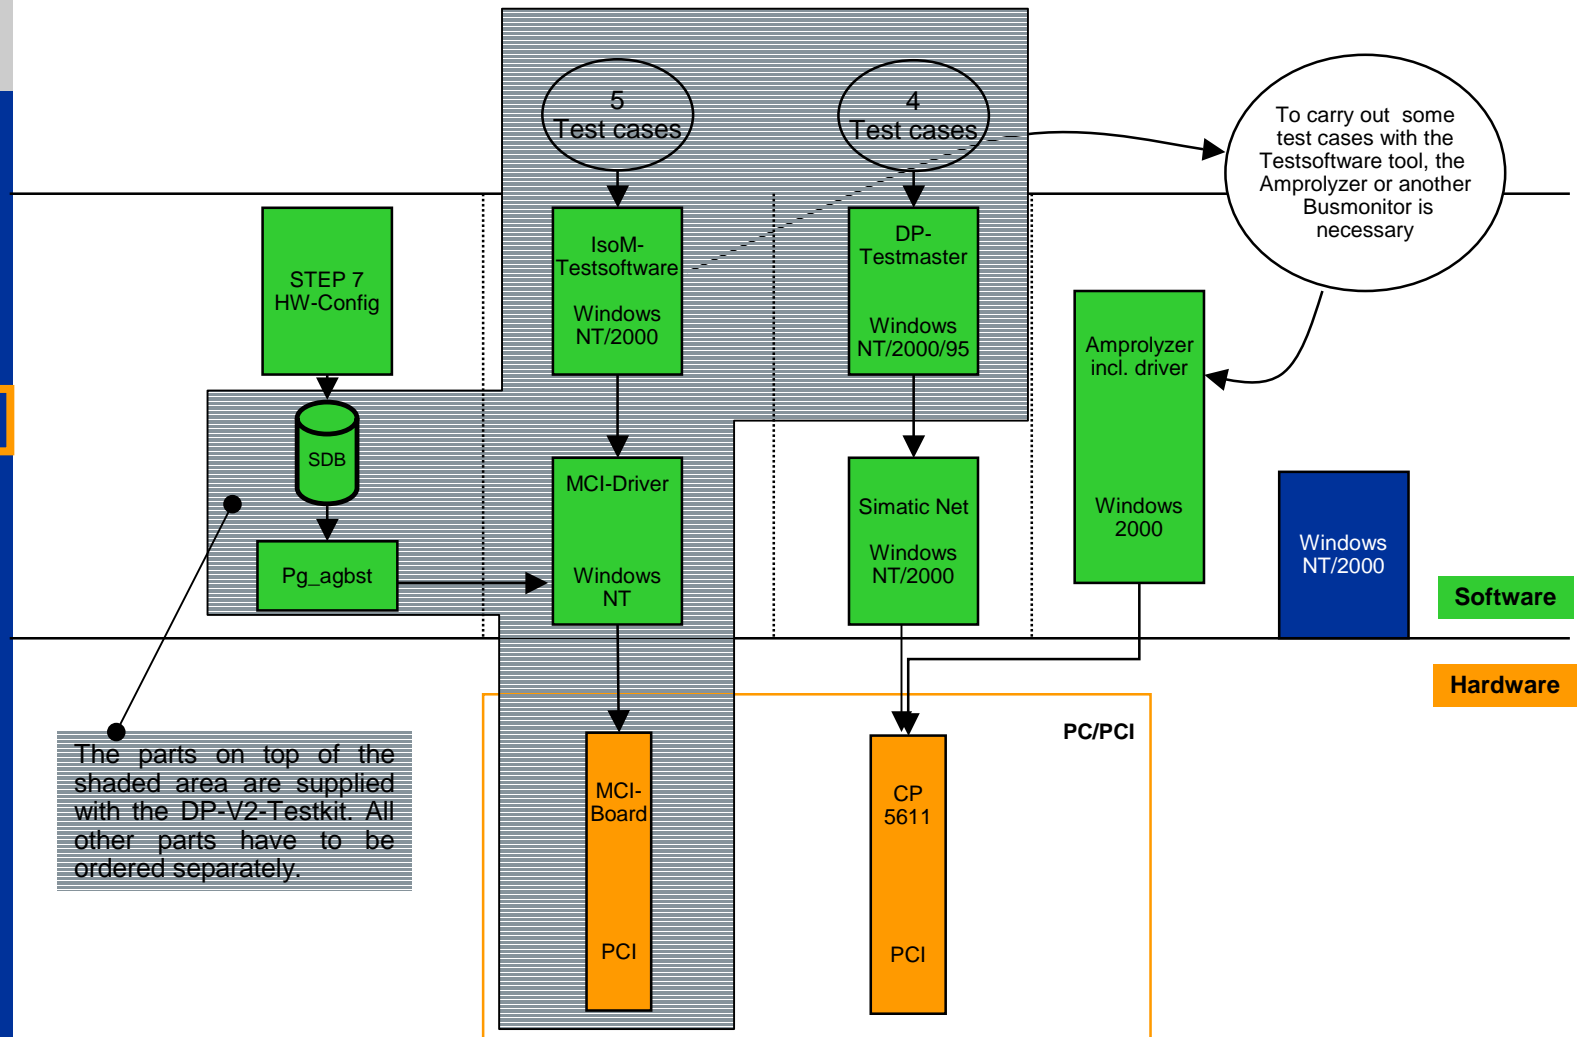 5
Test cases
4
Test cases
To carry out some
test cases with the
Testsoftware tool, the
Amprolyzer or another
Busmonitor is
necessary
STEP 7
HW-Config
IsoM-
Testsoftware
Windows
NT/2000
DP-
Testmaster
Windows
NT/2000/95
Amprolyzer
incl. driver
Windows
2000
SDB
MCI-Driver
Windows
NT
Simatic Net
Windows
NT/2000
Windows
NT/2000
Pg_agbst
Software
Hardware
PC/PCI
The parts on top of the
shaded area are supplied
with the DP-V2-Testkit. All
other parts have to be
ordered separately.
MCI-
Board
PCI
CP
5611
PCI